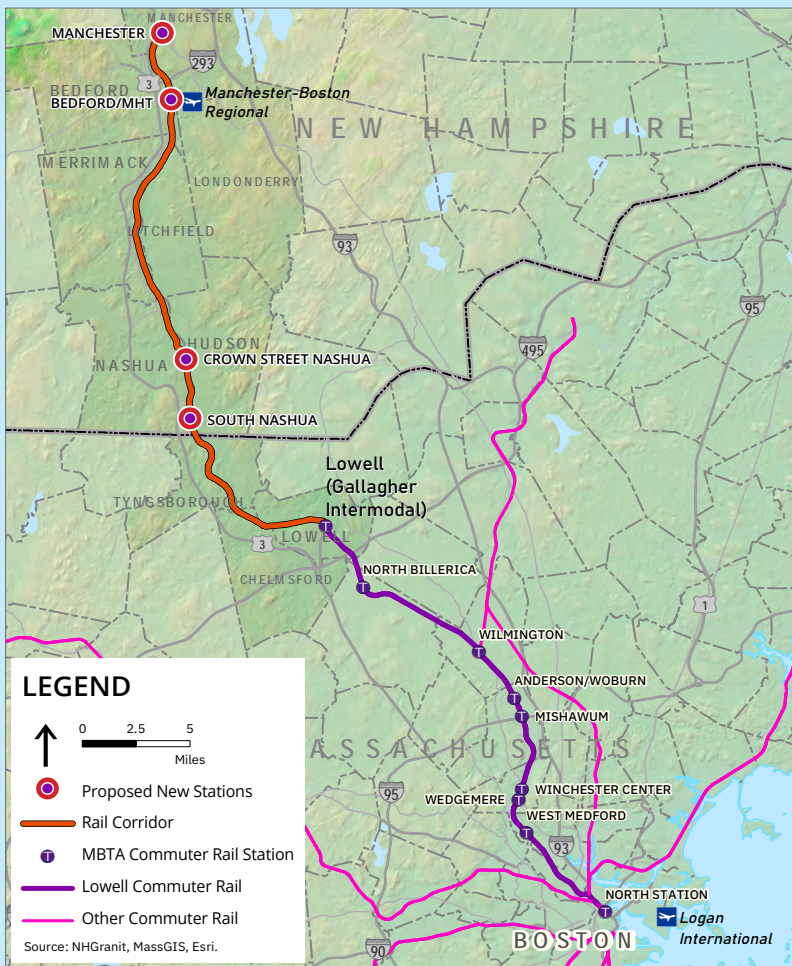 MANCHESTER
MANCHESTER
293
3
BEDFORD
BEDFORD/MHT
Manchester-Boston
Regional
NEW HAMPSHIRE
MERRIMACK
LONDONDERRY
LITCHFIELD
93
95
HUDSON
NASHUA
CROWN STREET NASHUA
495
SOUTH NASHUA
Lowell
(Gallagher
Intermodal)
TYNGSBOROUGH
T
LOWELL
3
CHELMSFORD
NORTH BILLERICA
T
1
WILMINGTON
T
ANDERSON/WOBURN
T
T
MISHAWUM
ASSACHUSETTS
95
WINCHESTER CENTER
T
WEDGEMERE
T
WEST MEDFORD
T
93
NORTH STATION
T
Logan
International
BOSTON
90
LEGEND
0 2.5 5
Miles
Proposed New Stations
Rail Corridor
T MBTA Commuter Rail Station
Lowell Commuter Rail
Other Commuter Rail
Source: NHGranit, MassGIS, Esri.